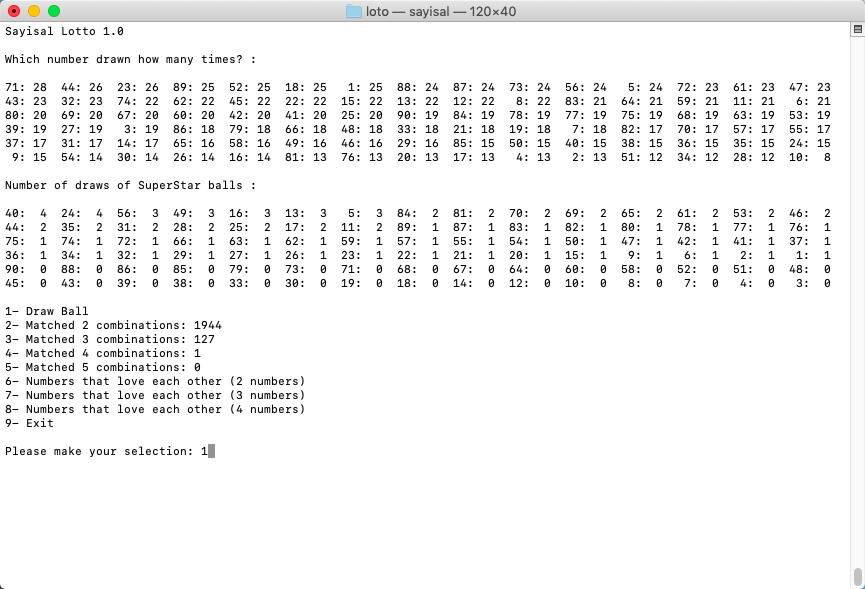 loto — sayisal — 120×40
Sayisal Lotto 1.0
Which number drawn how many times? :
71: 28  44: 26  23: 26  89: 25  52: 25  18: 25   1: 25  88: 24  87: 24  73: 24  56: 24   5: 24  72: 23  61: 23  47: 23
43: 23  32: 23  74: 22  62: 22  45: 22  22: 22  15: 22  13: 22  12: 22   8: 22  83: 21  64: 21  59: 21  11: 21   6: 21
80: 20  69: 20  67: 20  60: 20  42: 20  41: 20  25: 20  90: 19  84: 19  78: 19  77: 19  75: 19  68: 19  63: 19  53: 19
39: 19  27: 19   3: 19  86: 18  79: 18  66: 18  48: 18  33: 18  21: 18  19: 18   7: 18  82: 17  70: 17  57: 17  55: 17
37: 17  31: 17  14: 17  65: 16  58: 16  49: 16  46: 16  29: 16  85: 15  50: 15  40: 15  38: 15  36: 15  35: 15  24: 15
 9: 15  54: 14  30: 14  26: 14  16: 14  81: 13  76: 13  20: 13  17: 13   4: 13   2: 13  51: 12  34: 12  28: 12  10:  8
Number of draws of SuperStar balls :
40:  4  24:  4  56:  3  49:  3  16:  3  13:  3   5:  3  84:  2  81:  2  70:  2  69:  2  65:  2  61:  2  53:  2  46:  2
44:  2  35:  2  31:  2  28:  2  25:  2  17:  2  11:  2  89:  1  87:  1  83:  1  82:  1  80:  1  78:  1  77:  1  76:  1
75:  1  74:  1  72:  1  66:  1  63:  1  62:  1  59:  1  57:  1  55:  1  54:  1  50:  1  47:  1  42:  1  41:  1  37:  1
36:  1  34:  1  32:  1  29:  1  27:  1  26:  1  23:  1  22:  1  21:  1  20:  1  15:  1   9:  1   6:  1   2:  1   1:  1
90:  0  88:  0  86:  0  85:  0  79:  0  73:  0  71:  0  68:  0  67:  0  64:  0  60:  0  58:  0  52:  0  51:  0  48:  0
45:  0  43:  0  39:  0  38:  0  33:  0  30:  0  19:  0  18:  0  14:  0  12:  0  10:  0   8:  0   7:  0   4:  0   3:  0
1- Draw Ball
2- Matched 2 combinations: 1944
3- Matched 3 combinations: 127
4- Matched 4 combinations: 1
5- Matched 5 combinations: 0
6- Numbers that love each other (2 numbers)
7- Numbers that love each other (3 numbers)
8- Numbers that love each other (4 numbers)
9- Exit
Please make your selection: 1